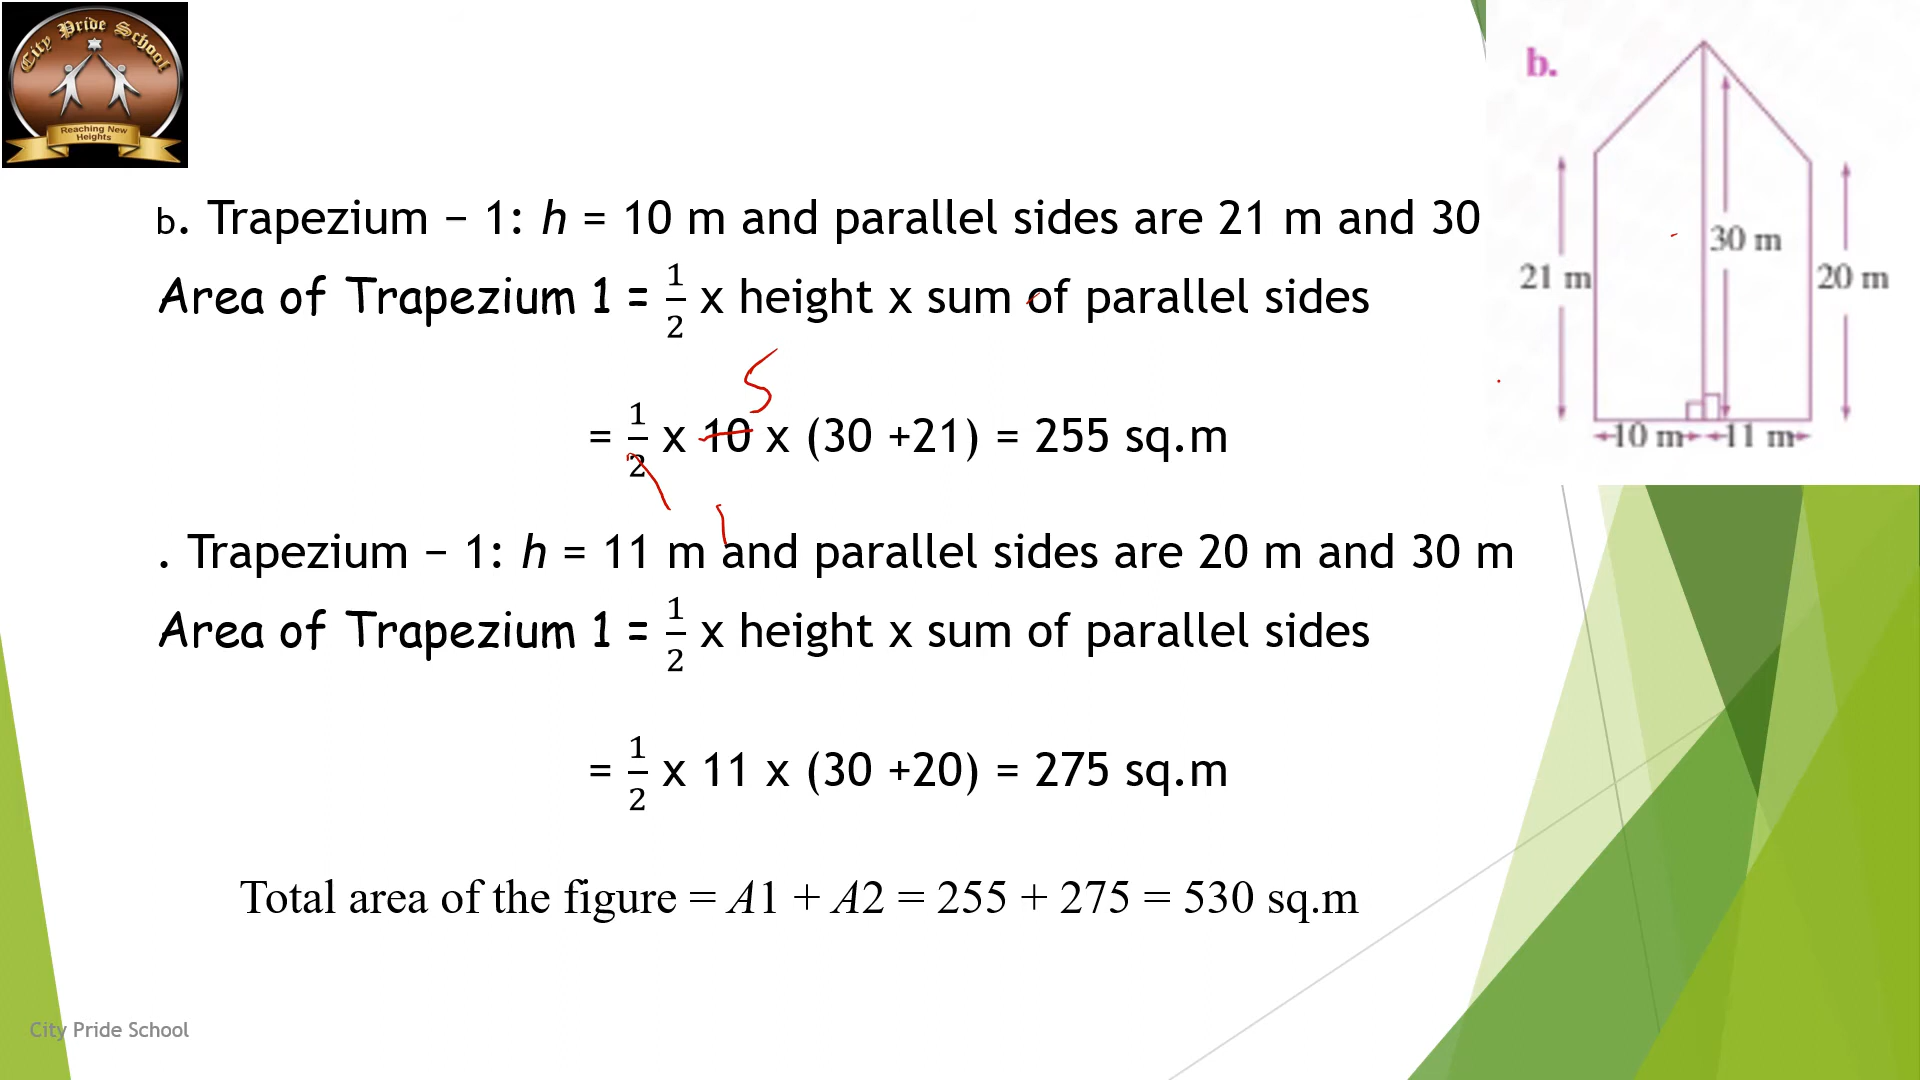 City Pride School
Reaching New
Heights
b.
30 m
21 m
20 m
10 m
11 m
b. Trapezium – 1: h = 10 m and parallel sides are 21 m and 30
Area of Trapezium 1 = 1/2 x height x sum of parallel sides
5
= 1/2 x 10 x (30 +21) = 255 sq.m
1
. Trapezium – 1: h = 11 m and parallel sides are 20 m and 30 m
Area of Trapezium 1 = 1/2 x height x sum of parallel sides
= 1/2 x 11 x (30 +20) = 275 sq.m
Total area of the figure = A1 + A2 = 255 + 275 = 530 sq.m
City Pride School